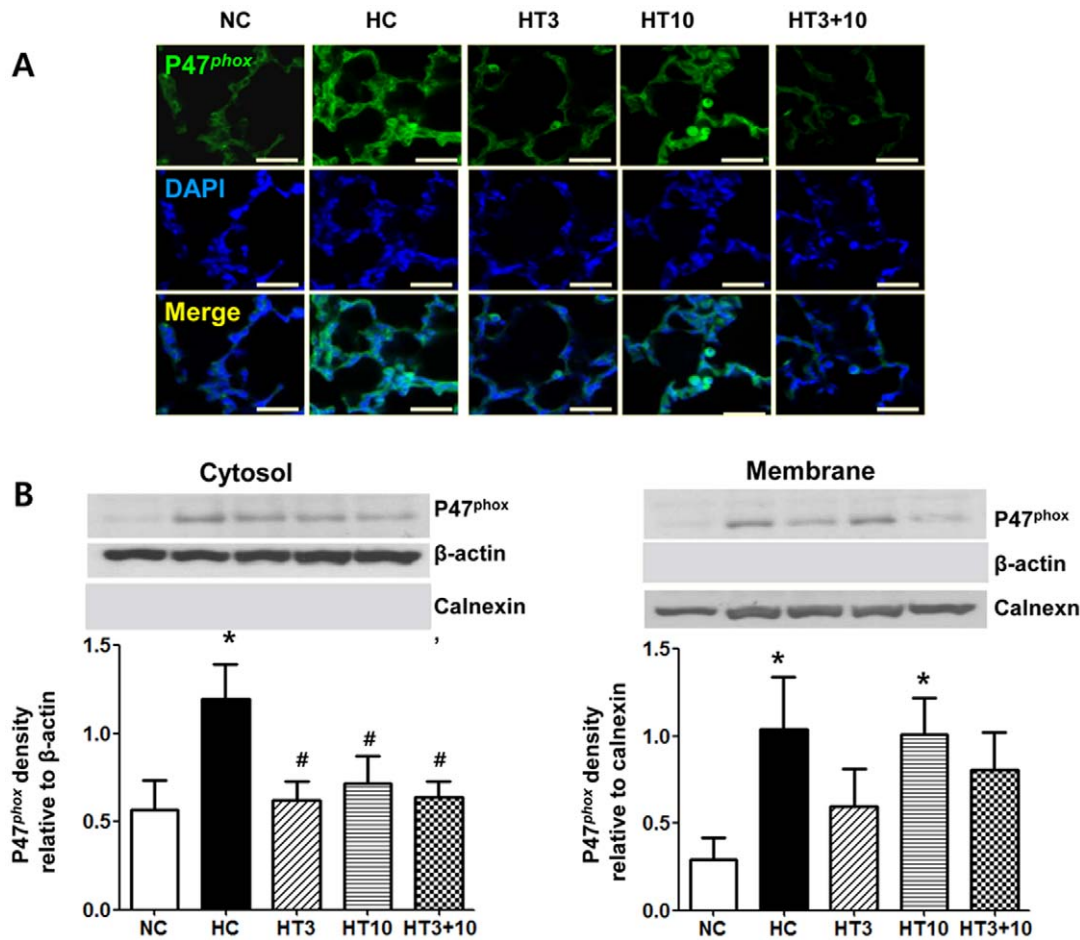 NC HC HT3 HT10 HT3+10
A
P47phox
DAPI
Merge
B
Cytosol
P47phox
β-actin
Calnexin
,
P47phox density
relative to β-actin
1.5
1.0
0.5
0.0
*
#
#
#
NC HC HT3 HT10 HT3+10
Membrane
P47phox
β-actin
Calnexn
P47phox density
relative to calnexin
1.5
1.0
0.5
0.0
*
*
NC HC HT3 HT10 HT3+10